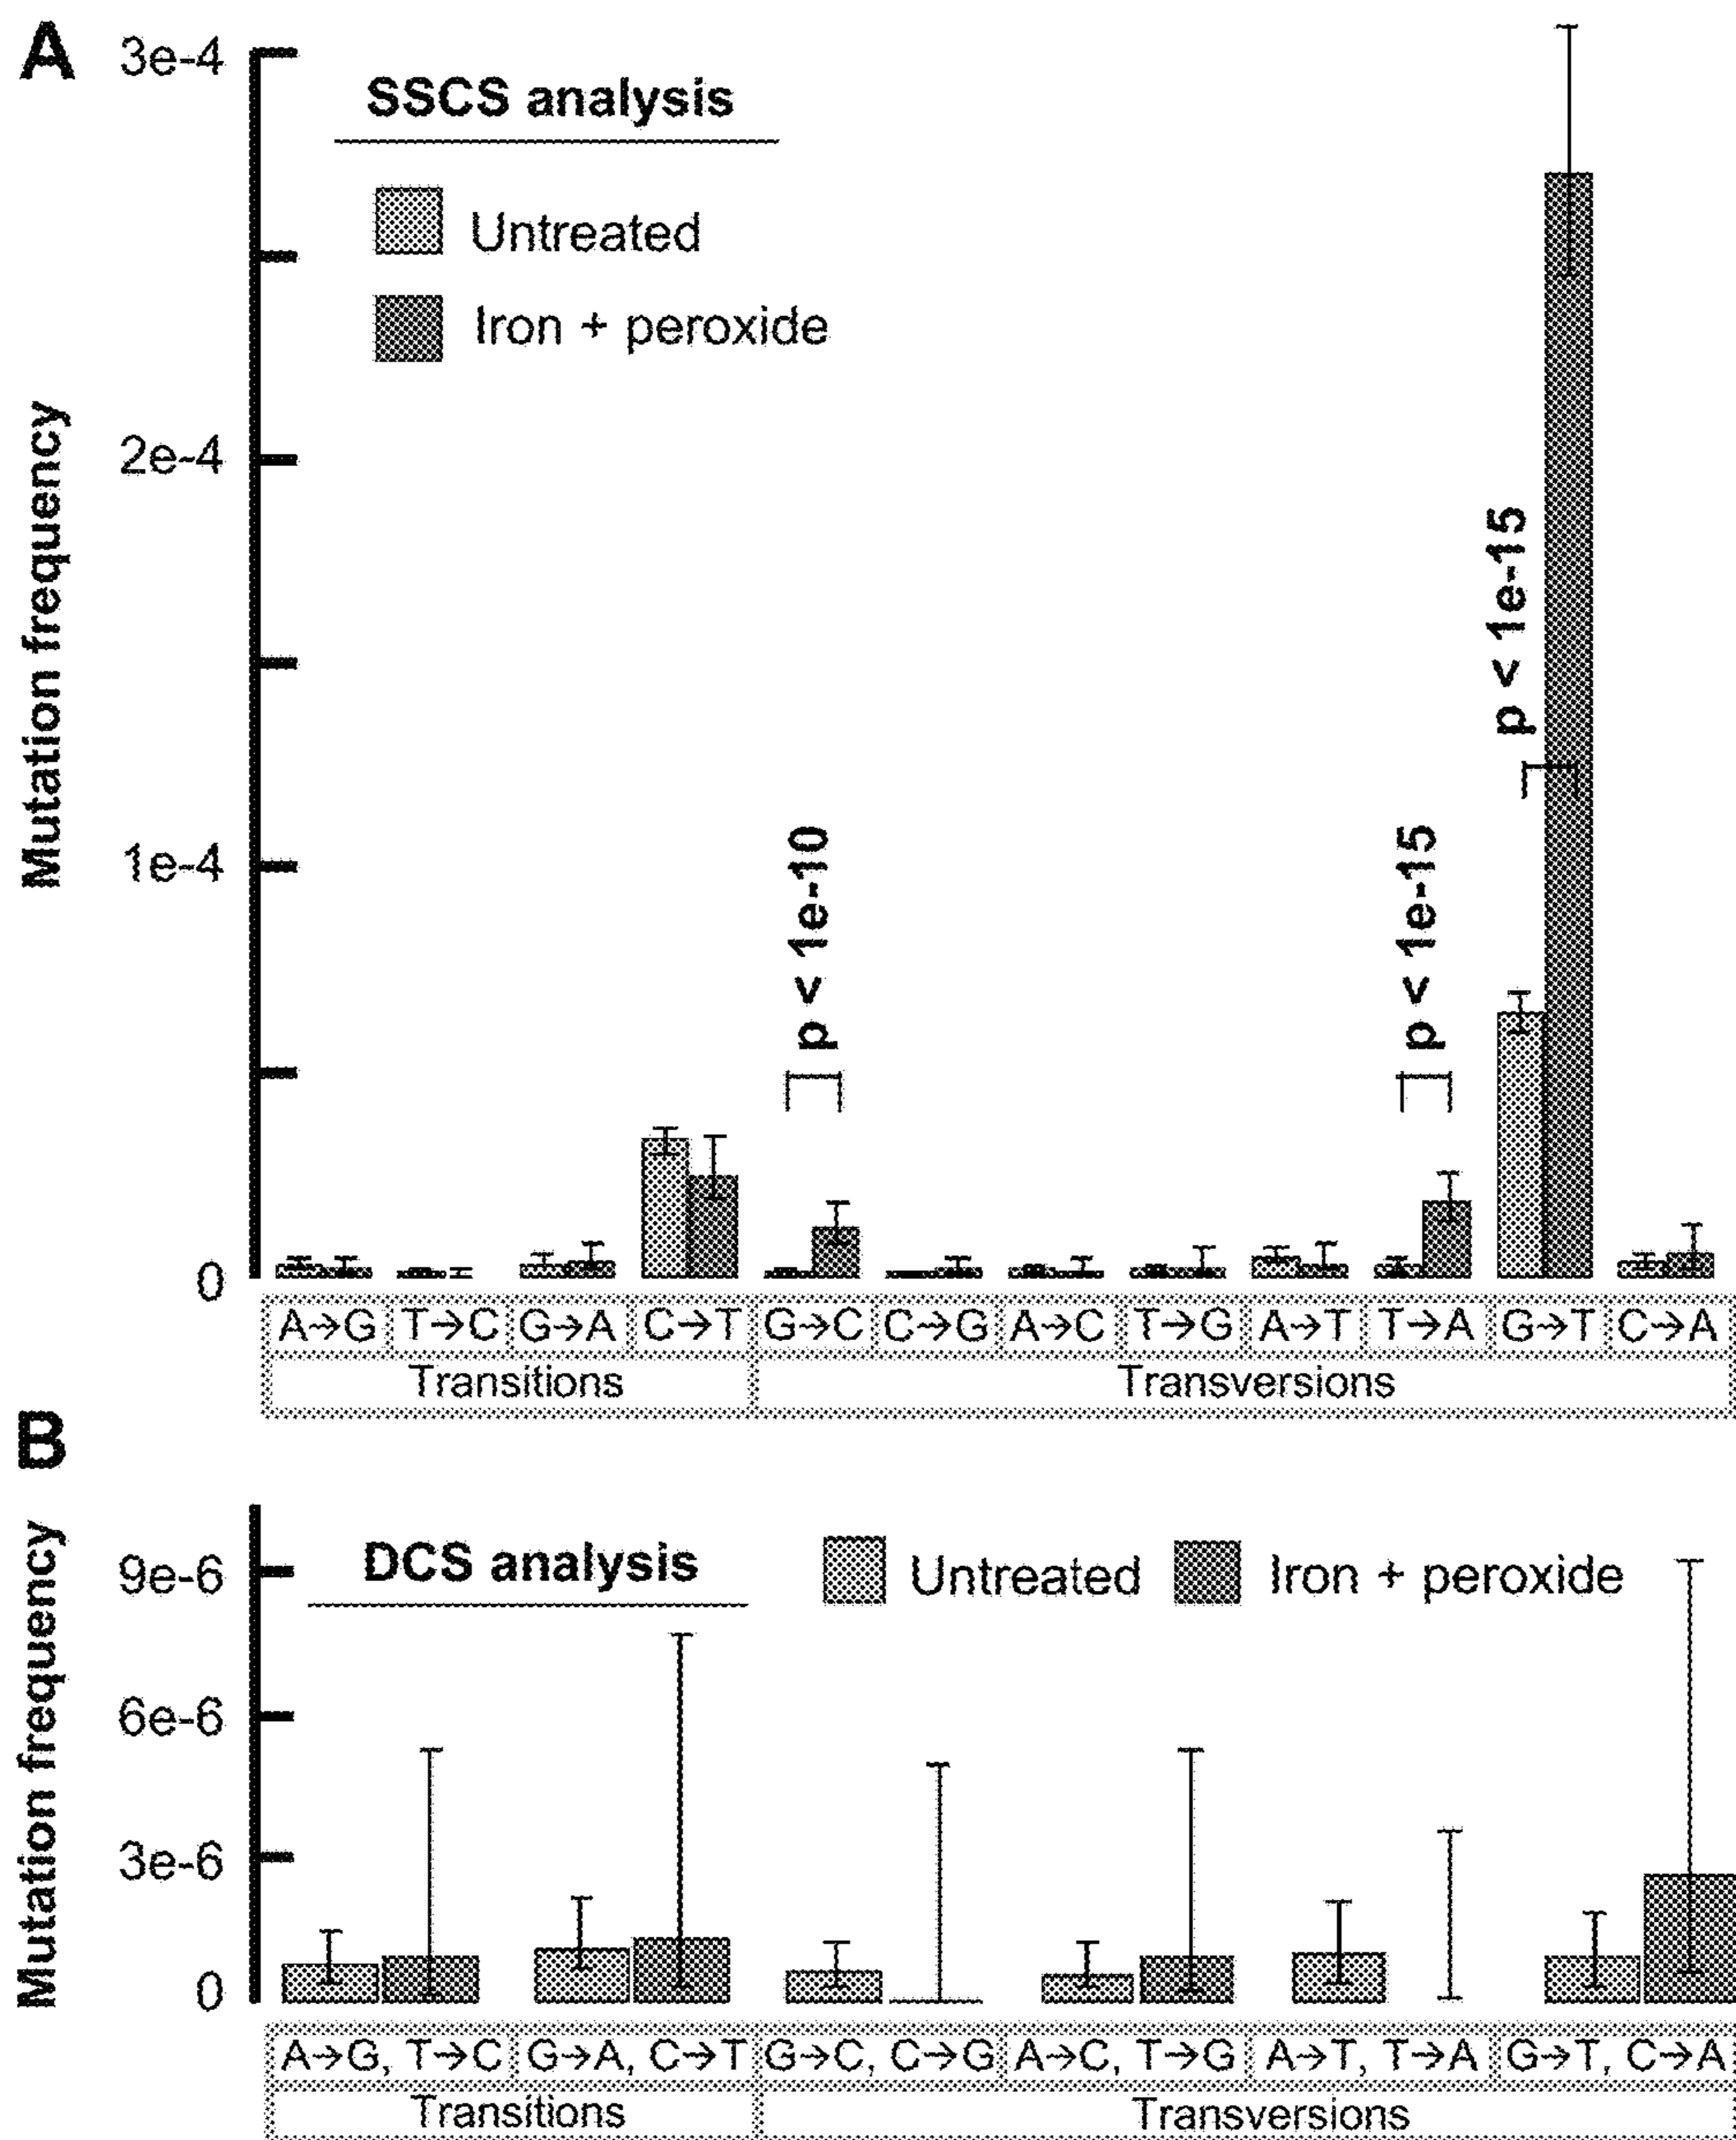 A
3e-4
SSCS analysis
Untreated
Iron + peroxide
2e-4
1e-4
0
Mutation frequency
p < 1e-10
p < 1e-15
p < 1e-15
A→G T→C G→A C→T G→C C→G A→C T→G A→T T→A G→T C→A
Transitions Transversions
B
Mutation frequency
DCS analysis Untreated Iron + peroxide
9e-6
6e-6
3e-6
0
A→G, T→C G→A, C→T G→C, C→G A→C, T→G A→T, T→A G→T, C→A
Transitions Transversions